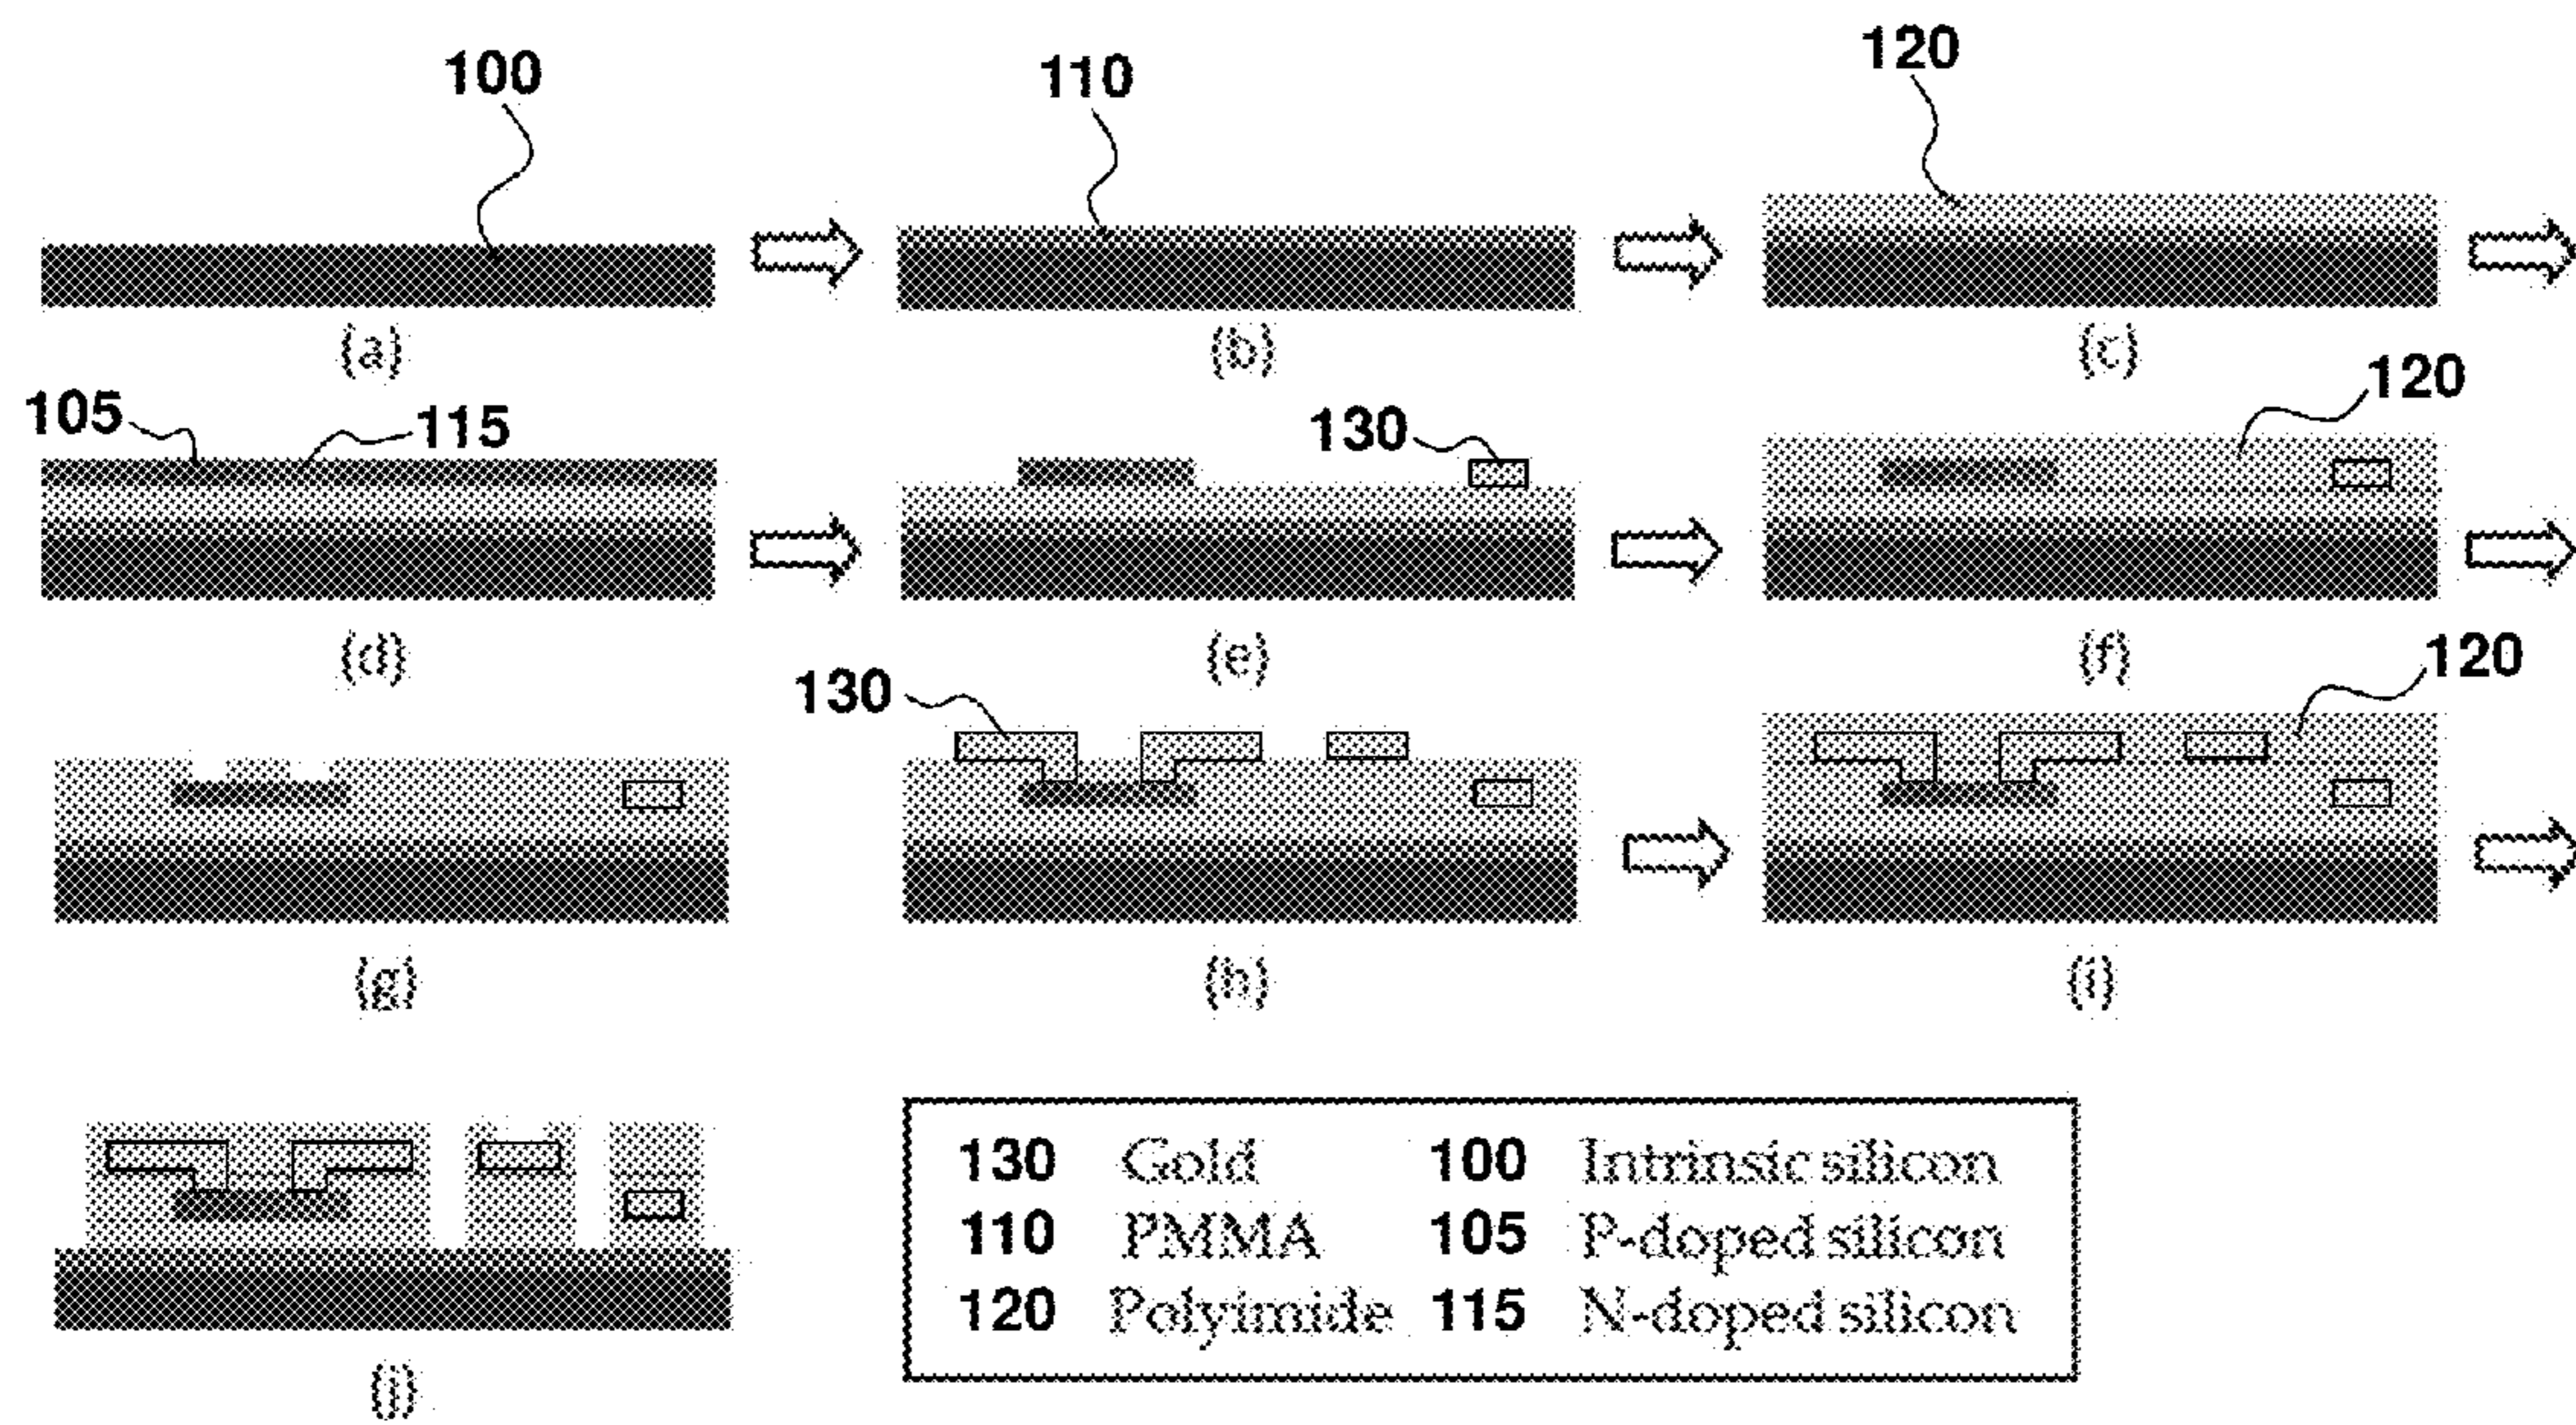 100
110
120
(a)
(b)
(c)
105
115
130
120
(d)
(e)
(f)
130
120
(g)
(h)
(i)
(j)
130 Gold 100 Intrinsic silicon
110 PMMA 105 P-doped silicon
120 Polyimide 115 N-doped silicon